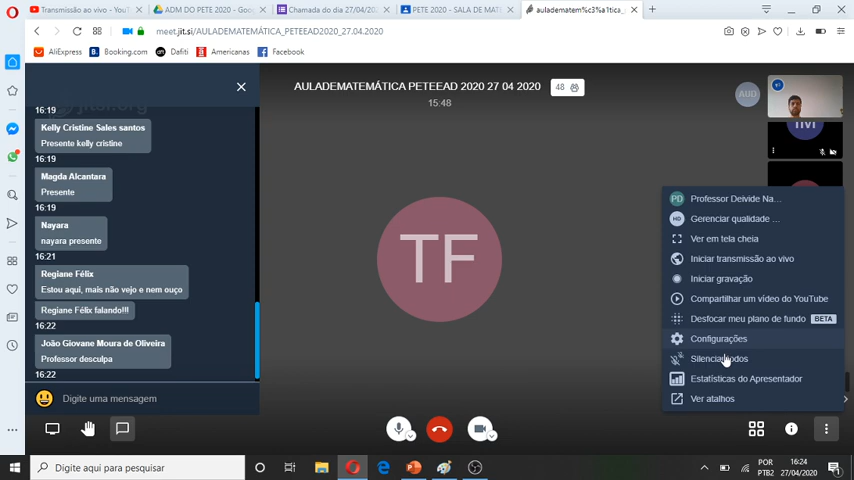 Transmissão ao vivo - YouT
ADM DO PETE 2020 - Goo
Chamada do dia 27/04/20
PETE 2020 - SALA DE MAT
auladematem%c3%a1tica_
meet.jit.si/AULADEMATEMÁTICA_PETEEAD2020_27.04.2020
AliExpress
Booking.com
Dafiti
Americanas
Facebook
jitsi.org
16:19
Kelly Cristine Sales santos
Presente kelly cristine
16:19
Magda Alcantara
Presente
16:19
Nayara
nayara presente
16:21
Regiane Félix
Estou aqui, mais não vejo e nem ouço
Regiane Félix falando!!!
16:22
João Giovane Moura de Oliveira
Professor desculpa
16:22
Digite uma mensagem
AULADEMATEMÁTICA PETEEAD 2020 27 04 2020
48
15:48
AUD
TF
PD Professor Deivide Na...
HD Gerenciar qualidade ...
Ver em tela cheia
Iniciar transmissão ao vivo
Iniciar gravação
Compartilhar um vídeo do YouTube
Desfocar meu plano de fundo BETA
Configurações
Silenciar todos
Estatísticas do Apresentador
Ver atalhos
Digite aqui para pesquisar
POR
PTB2
16:24
27/04/2020